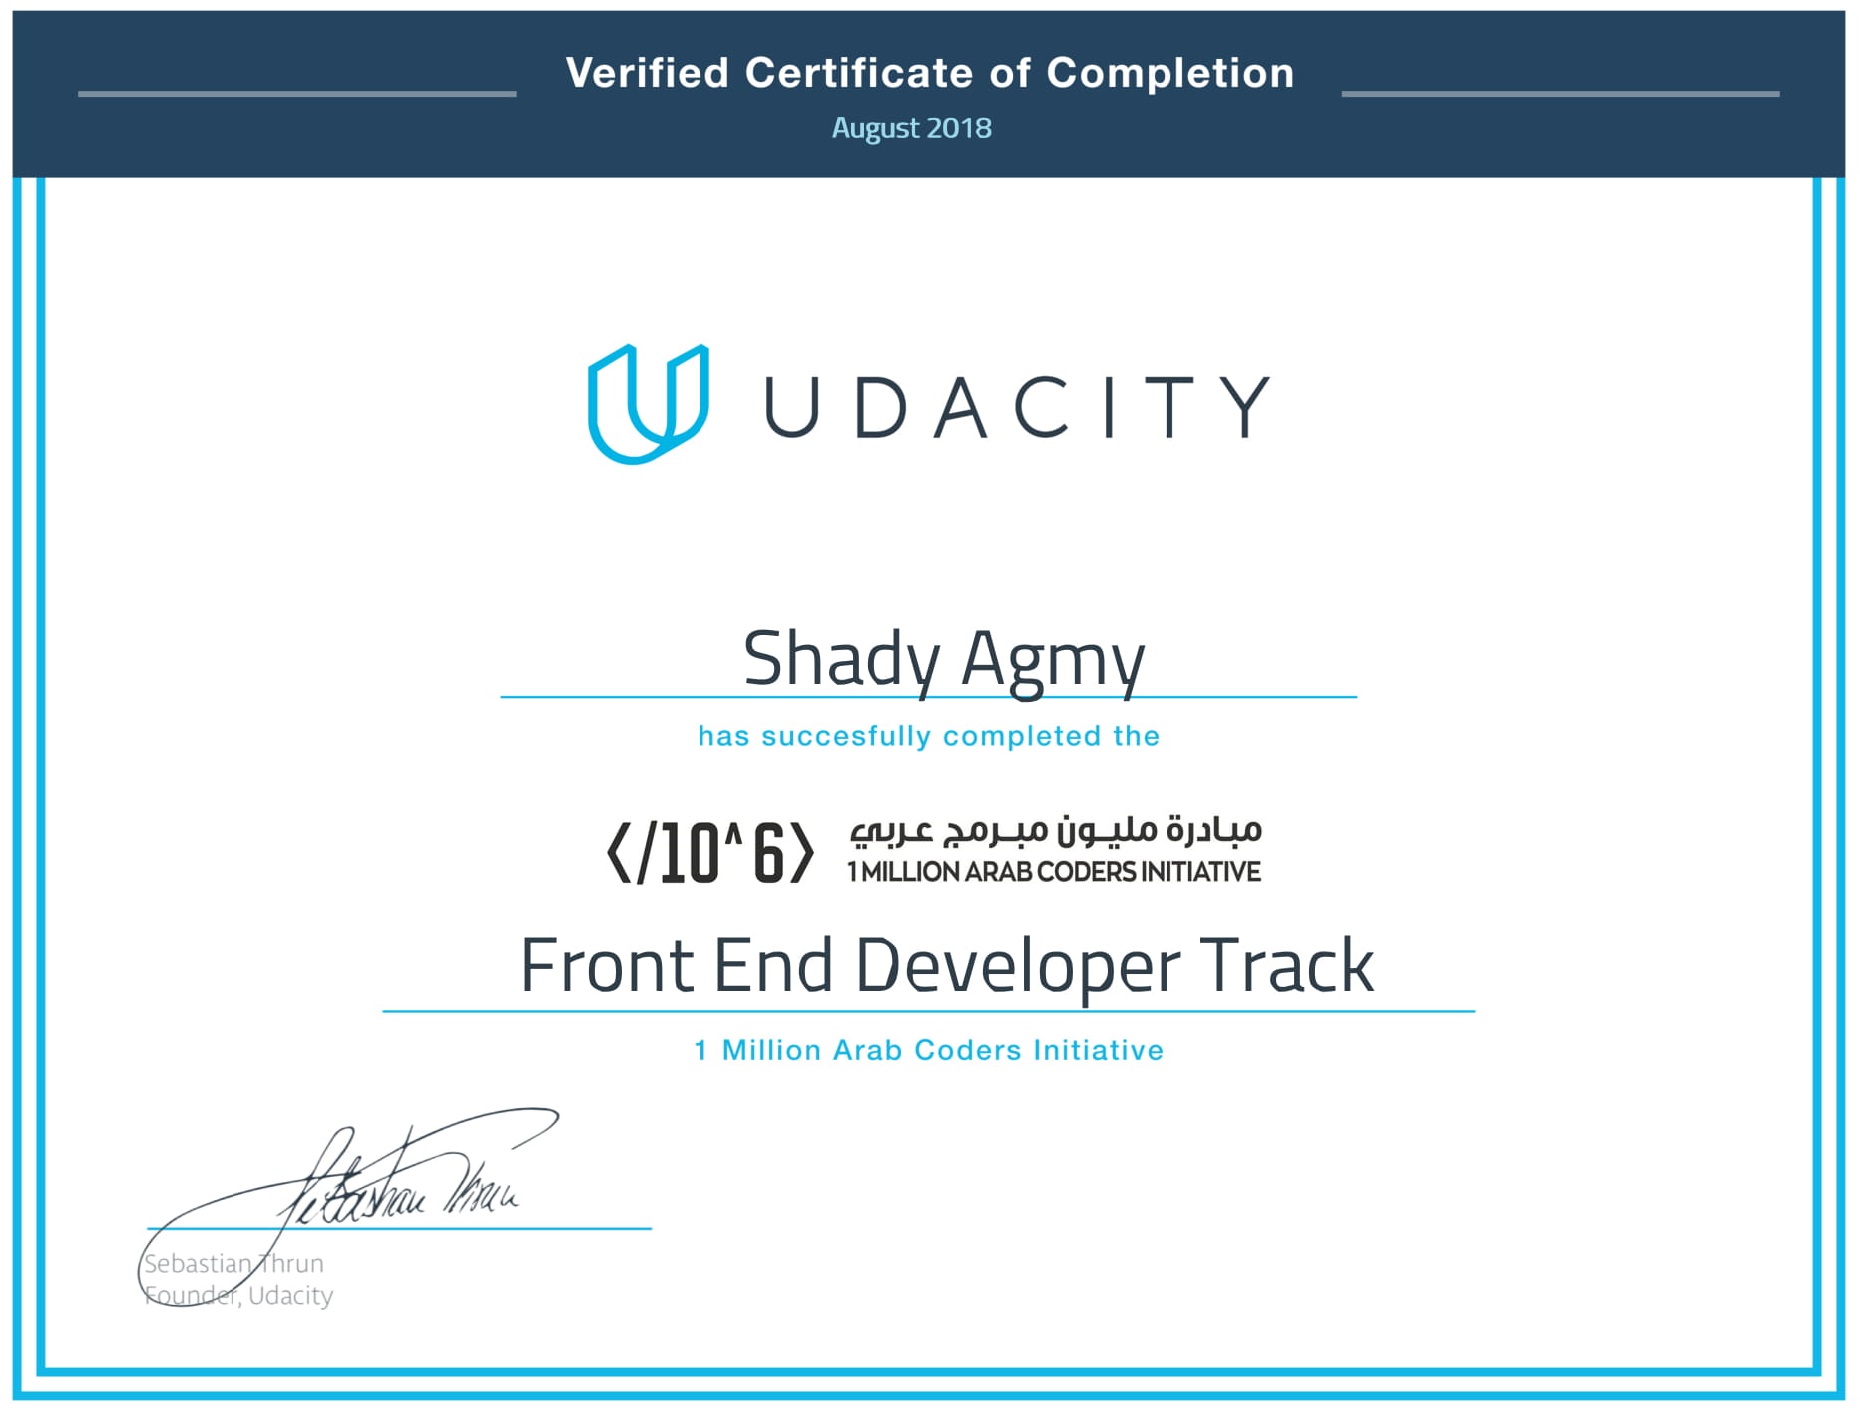 Verified Certificate of Completion
August 2018
UDACITY
Shady Agmy
has succesfully completed the
</10^6>
مبادرة مليون مبرمج عربي
1 MILLION ARAB CODERS INITIATIVE
Front End Developer Track
1 Million Arab Coders Initiative
Sebastian Thrun
Sebastian Thrun
Founder, Udacity